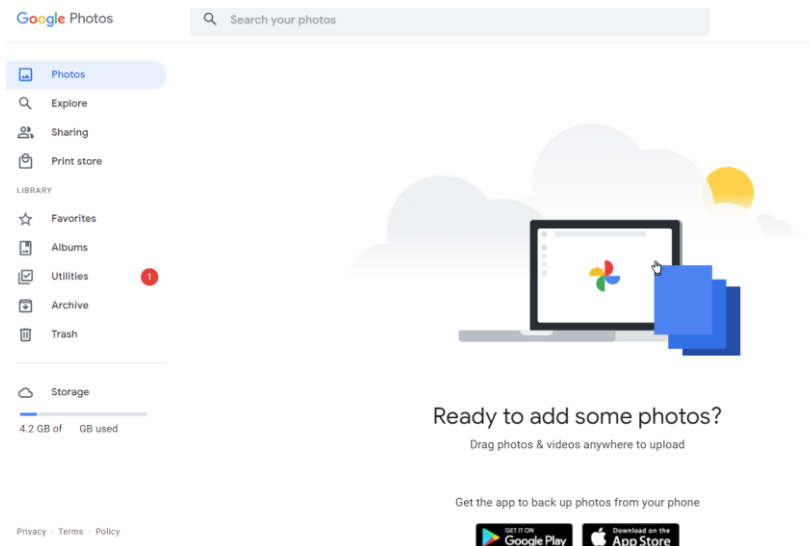 Google Photos
Search your photos
Photos
Explore
Sharing
Print store
LIBRARY
Favorites
Albums
Utilities
1
Archive
Trash
Storage
4.2 GB of GB used
Ready to add some photos?
Drag photos & videos anywhere to upload
Get the app to back up photos from your phone
GET IT ON
Google Play
Download on the
App Store
Privacy · Terms · Policy